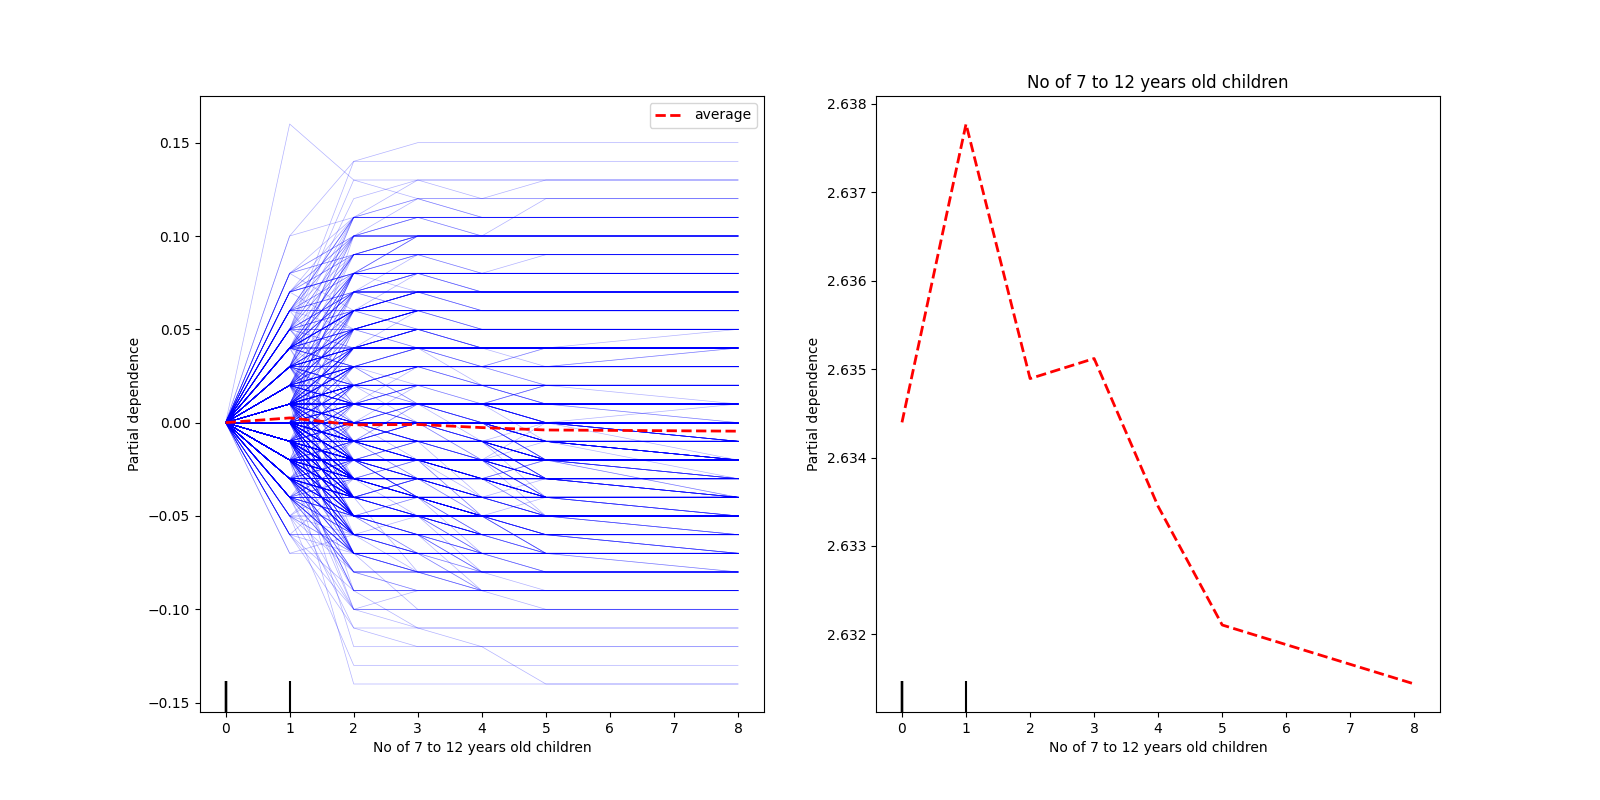 No of 7 to 12 years old children
average
0.15
0.10
0.05
0.00
−0.05
−0.10
−0.15
Partial dependence
0 1 2 3 4 5 6 7 8
No of 7 to 12 years old children
2.638
2.637
2.636
2.635
2.634
2.633
2.632
Partial dependence
0 1 2 3 4 5 6 7 8
No of 7 to 12 years old children